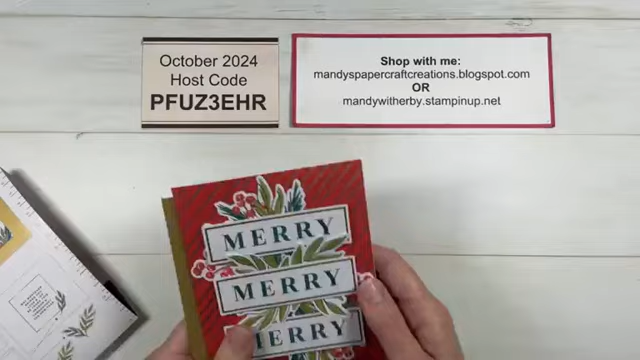 October 2024
Host Code
PFUZ3EHR
Shop with me:
mandyspapercraftcreations.blogspot.com
OR
mandywitherby.stampinup.net
MERRY
MERRY
MERRY